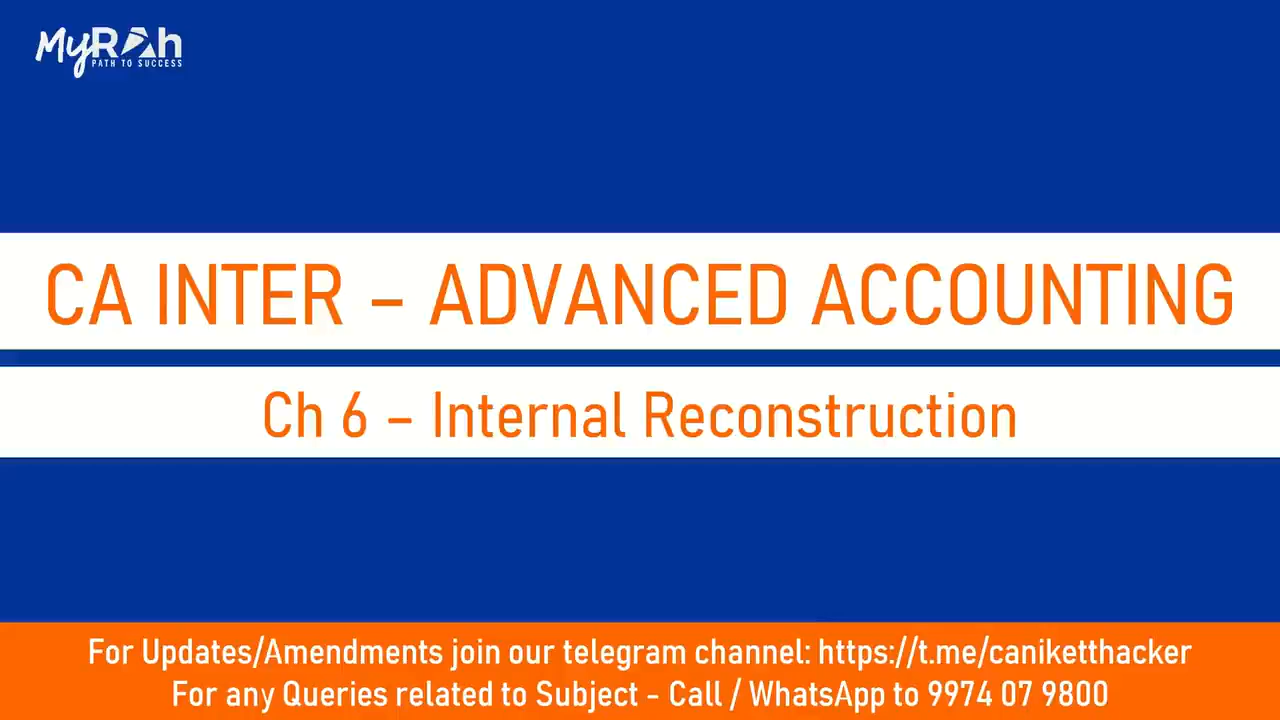 MyRAh
PATH TO SUCCESS
CA INTER – ADVANCED ACCOUNTING
Ch 6 – Internal Reconstruction
For Updates/Amendments join our telegram channel: https://t.me/caniketthacker
For any Queries related to Subject - Call / WhatsApp to 9974 07 9800